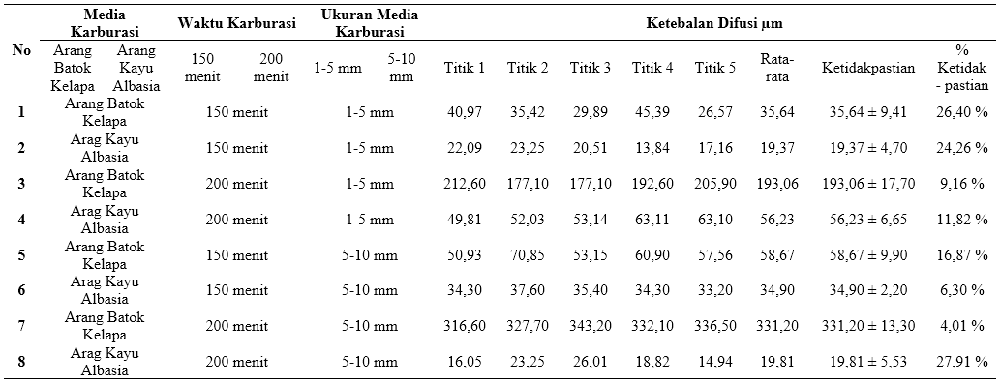 No Media Karburasi Waktu Karburasi Ukuran Media Karburasi Ketebalan Difusi µm
Arang Batok Kelapa Arang Kayu Albasia 150 menit 200 menit 1-5 mm 5-10 mm Titik 1 Titik 2 Titik 3 Titik 4 Titik 5 Rata-rata Ketidakpastian % Ketidak - pastian
1 Arang Batok Kelapa 150 menit 1-5 mm 40,97 35,42 29,89 45,39 26,57 35,64 35,64 ± 9,41 26,40 %
2 Arag Kayu Albasia 150 menit 1-5 mm 22,09 23,25 20,51 13,84 17,16 19,37 19,37 ± 4,70 24,26 %
3 Arang Batok Kelapa 200 menit 1-5 mm 212,60 177,10 177,10 192,60 205,90 193,06 193,06 ± 17,70 9,16 %
4 Arag Kayu Albasia 200 menit 1-5 mm 49,81 52,03 53,14 63,11 63,10 56,23 56,23 ± 6,65 11,82 %
5 Arang Batok Kelapa 150 menit 5-10 mm 50,93 70,85 53,15 60,90 57,56 58,67 58,67 ± 9,90 16,87 %
6 Arag Kayu Albasia 150 menit 5-10 mm 34,30 37,60 35,40 34,30 33,20 34,90 34,90 ± 2,20 6,30 %
7 Arang Batok Kelapa 200 menit 5-10 mm 316,60 327,70 343,20 332,10 336,50 331,20 331,20 ± 13,30 4,01 %
8 Arag Kayu Albasia 200 menit 5-10 mm 16,05 23,25 26,01 18,82 14,94 19,81 19,81 ± 5,53 27,91 %